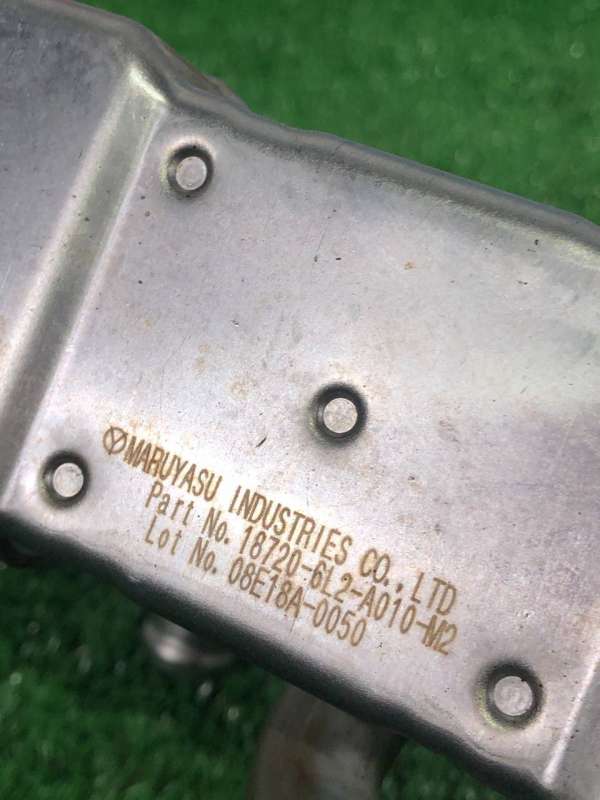 MARUYASU INDUSTRIES CO., LTD
Part No. 18720-6L2-A010-M2
Lot No. 08E18A-0050